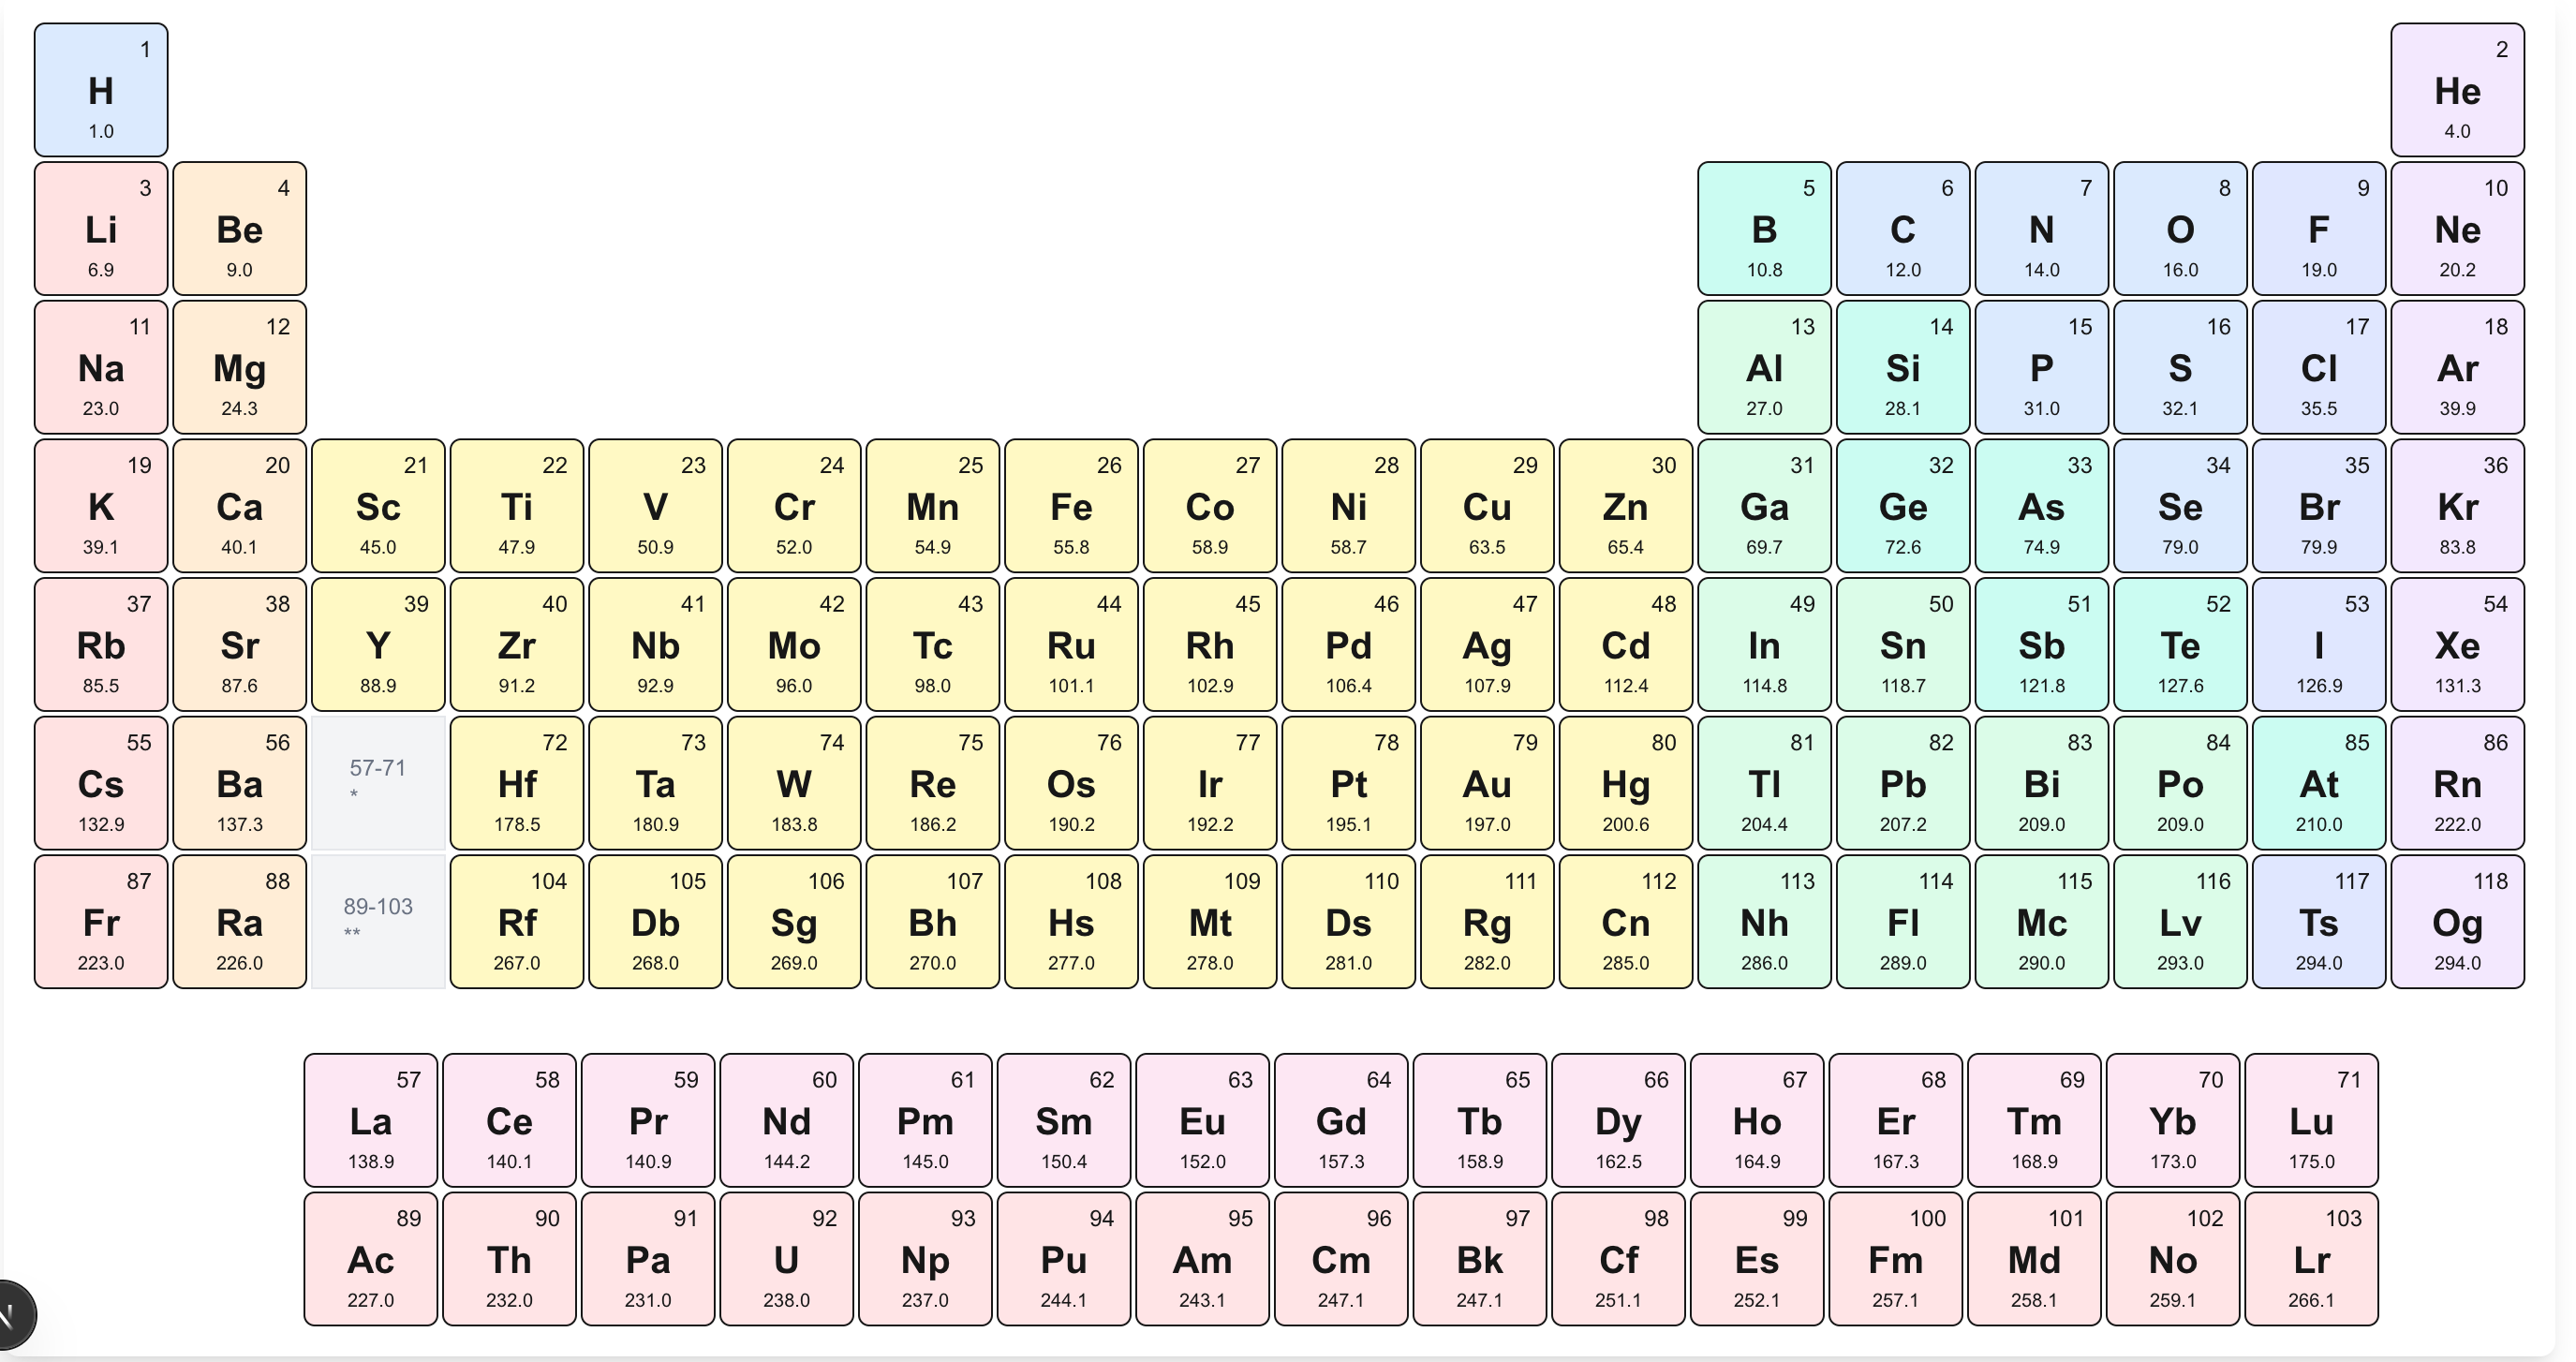 1 2
H He
1.0 4.0
3 4 5 6 7 8 9 10
Li Be B C N O F Ne
6.9 9.0 10.8 12.0 14.0 16.0 19.0 20.2
11 12 13 14 15 16 17 18
Na Mg Al Si P S Cl Ar
23.0 24.3 27.0 28.1 31.0 32.1 35.5 39.9
19 20 21 22 23 24 25 26 27 28 29 30 31 32 33 34 35 36
K Ca Sc Ti V Cr Mn Fe Co Ni Cu Zn Ga Ge As Se Br Kr
39.1 40.1 45.0 47.9 50.9 52.0 54.9 55.8 58.9 58.7 63.5 65.4 69.7 72.6 74.9 79.0 79.9 83.8
37 38 39 40 41 42 43 44 45 46 47 48 49 50 51 52 53 54
Rb Sr Y Zr Nb Mo Tc Ru Rh Pd Ag Cd In Sn Sb Te I Xe
85.5 87.6 88.9 91.2 92.9 96.0 98.0 101.1 102.9 106.4 107.9 112.4 114.8 118.7 121.8 127.6 126.9 131.3
55 56 57-71 72 73 74 75 76 77 78 79 80 81 82 83 84 85 86
Cs Ba * Hf Ta W Re Os Ir Pt Au Hg Tl Pb Bi Po At Rn
132.9 137.3 178.5 180.9 183.8 186.2 190.2 192.2 195.1 197.0 200.6 204.4 207.2 209.0 209.0 210.0 222.0
87 88 89-103 104 105 106 107 108 109 110 111 112 113 114 115 116 117 118
Fr Ra ** Rf Db Sg Bh Hs Mt Ds Rg Cn Nh Fl Mc Lv Ts Og
223.0 226.0 267.0 268.0 269.0 270.0 277.0 278.0 281.0 282.0 285.0 286.0 289.0 290.0 293.0 294.0 294.0
57 58 59 60 61 62 63 64 65 66 67 68 69 70 71
La Ce Pr Nd Pm Sm Eu Gd Tb Dy Ho Er Tm Yb Lu
138.9 140.1 140.9 144.2 145.0 150.4 152.0 157.3 158.9 162.5 164.9 167.3 168.9 173.0 175.0
89 90 91 92 93 94 95 96 97 98 99 100 101 102 103
Ac Th Pa U Np Pu Am Cm Bk Cf Es Fm Md No Lr
227.0 232.0 231.0 238.0 237.0 244.1 243.1 247.1 247.1 251.1 252.1 257.1 258.1 259.1 266.1
N